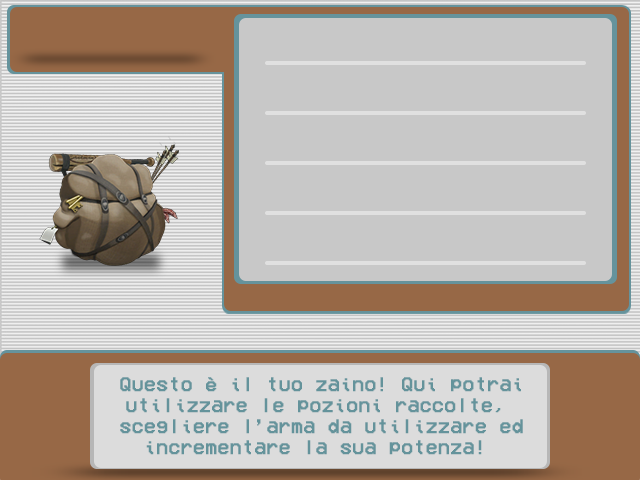 Questo è il tuo zaino! Qui potrai
utilizzare le pozioni raccolte,
scegliere l'arma da utilizzare ed
incrementare la sua potenza!